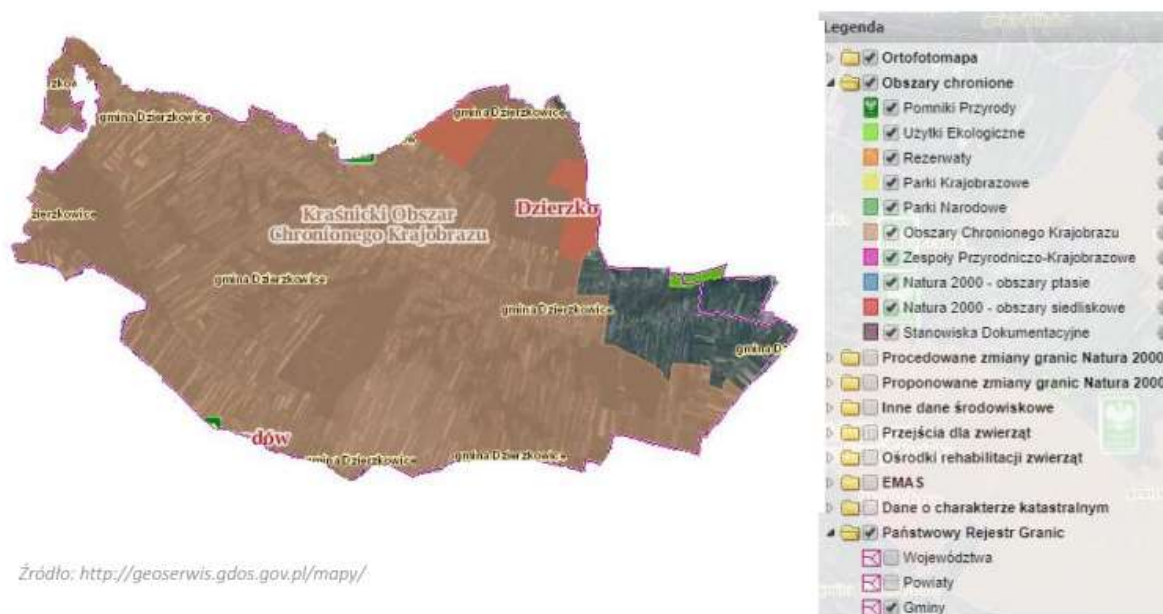 zkow
gmina Dzierzkowice
gmina Dzierzkowice
Kraśnicki Obszar
Chronionego Krajobrazu
Dzierzko
zierzkowice
gmina Dzierzkowice
gmina Dzierzkowice
gmina D
dów
mina Dzierzkowice
gmina Dzierzkowice
Źródło: http://geoserwis.gdos.gov.pl/mapy/
Legenda
Ortofotomapa
Obszary chronione
Pomniki Przyrody
Użytki Ekologiczne
Rezerwaty
Parki Krajobrazowe
Parki Narodowe
Obszary Chronionego Krajobrazu
Zespoły Przyrodniczo-Krajobrazowe
Natura 2000 - obszary ptasie
Natura 2000 - obszary siedliskowe
Stanowiska Dokumentacyjne
Procedowane zmiany granic Natura 2000
Proponowane zmiany granic Natura 2000
Inne dane środowiskowe
Przejścia dla zwierząt
Ośrodki rehabilitacji zwierząt
EMAS
Dane o charakterze katastralnym
Państwowy Rejestr Granic
Województwa
Powiaty
Gminy